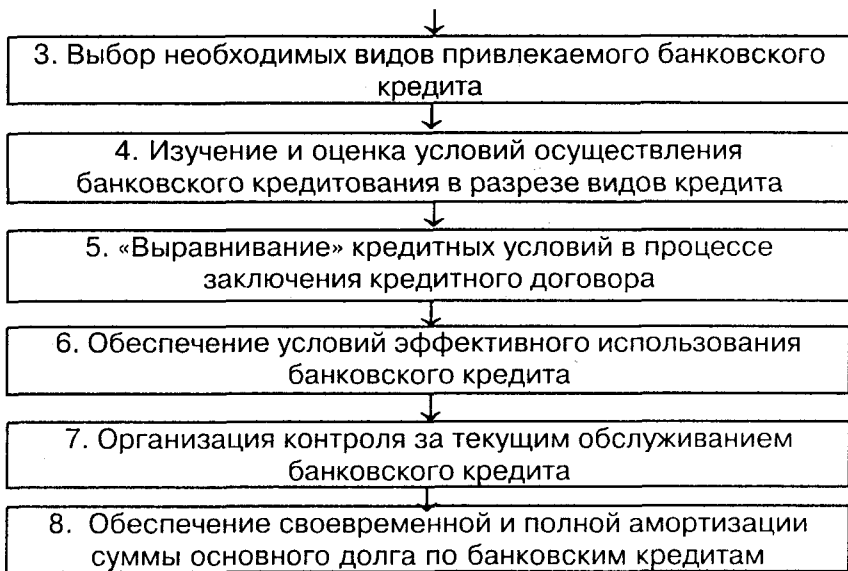 3. Выбор необходимых видов привлекаемого банковского
кредита
4. Изучение и оценка условий осуществления
банковского кредитования в разрезе видов кредита
5. «Выравнивание» кредитных условий в процессе
заключения кредитного договора
6. Обеспечение условий эффективного использования
банковского кредита
7. Организация контроля за текущим обслуживанием
банковского кредита
8. Обеспечение своевременной и полной амортизации
суммы основного долга по банковским кредитам